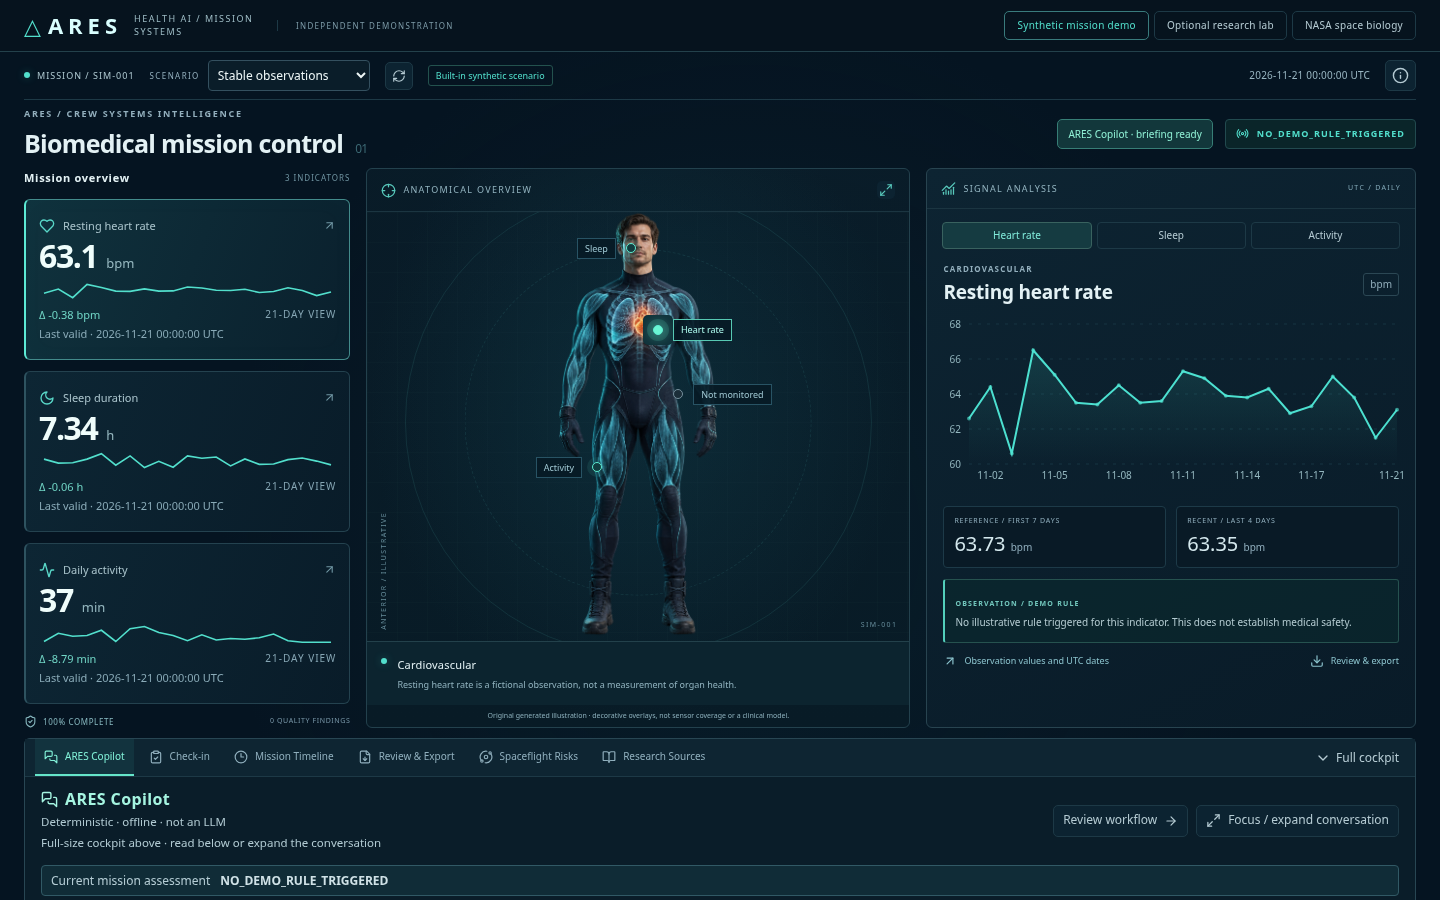 △ ARES
HEALTH AI / MISSION
SYSTEMS
INDEPENDENT DEMONSTRATION
Synthetic mission demo
Optional research lab
NASA space biology
MISSION / SIM-001
SCENARIO
Stable observations
Built-in synthetic scenario
2026-11-21 00:00:00 UTC
ARES / CREW SYSTEMS INTELLIGENCE
Biomedical mission control 01
ARES Copilot · briefing ready
NO_DEMO_RULE_TRIGGERED
Mission overview
3 INDICATORS
Resting heart rate
63.1 bpm
Δ -0.38 bpm
21-DAY VIEW
Last valid · 2026-11-21 00:00:00 UTC
Sleep duration
7.34 h
Δ -0.06 h
21-DAY VIEW
Last valid · 2026-11-21 00:00:00 UTC
Daily activity
37 min
Δ -8.79 min
21-DAY VIEW
Last valid · 2026-11-21 00:00:00 UTC
100% COMPLETE
0 QUALITY FINDINGS
ANATOMICAL OVERVIEW
Sleep
Heart rate
Not monitored
Activity
ANTERIOR / ILLUSTRATIVE
SIM-001
Cardiovascular
Resting heart rate is a fictional observation, not a measurement of organ health.
Original generated illustration · decorative overlays, not sensor coverage or a clinical model.
SIGNAL ANALYSIS
UTC / DAILY
Heart rate
Sleep
Activity
CARDIOVASCULAR
Resting heart rate
bpm
68
66
64
62
60
11-02 11-05 11-08 11-11 11-14 11-17 11-21
REFERENCE / FIRST 7 DAYS
63.73 bpm
RECENT / LAST 4 DAYS
63.35 bpm
OBSERVATION / DEMO RULE
No illustrative rule triggered for this indicator. This does not establish medical safety.
Observation values and UTC dates
Review & export
ARES Copilot
Check-in
Mission Timeline
Review & Export
Spaceflight Risks
Research Sources
Full cockpit
ARES Copilot
Deterministic · offline · not an LLM
Full-size cockpit above · read below or expand the conversation
Review workflow →
Focus / expand conversation
Current mission assessment NO_DEMO_RULE_TRIGGERED